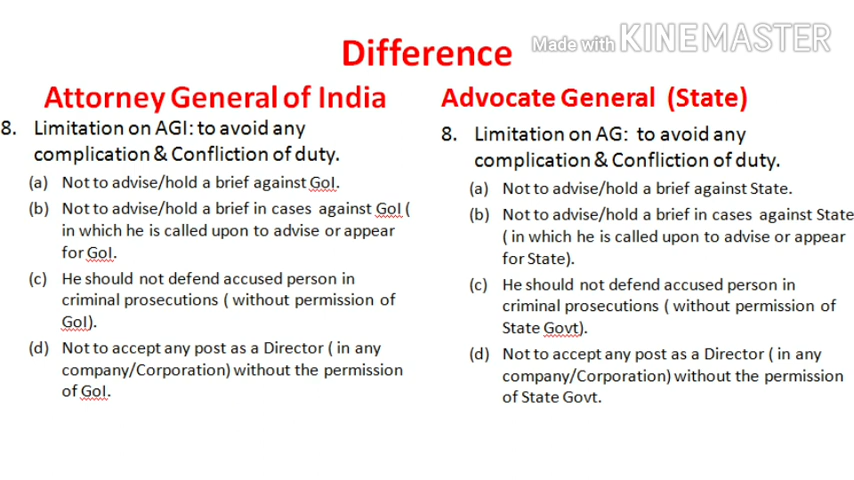 Difference
Made with KINEMASTER
Attorney General of India
8. Limitation on AGI: to avoid any
complication & Confliction of duty.
(a) Not to advise/hold a brief against GoI.
(b) Not to advise/hold a brief in cases against GoI (
in which he is called upon to advise or appear
for GoI.
(c) He should not defend accused person in
criminal prosecutions ( without permission of
GoI).
(d) Not to accept any post as a Director ( in any
company/Corporation) without the permission
of GoI.
Advocate General (State)
8. Limitation on AG: to avoid any
complication & Confliction of duty.
(a) Not to advise/hold a brief against State.
(b) Not to advise/hold a brief in cases against State
( in which he is called upon to advise or appear
for State).
(c) He should not defend accused person in
criminal prosecutions ( without permission of
State Govt).
(d) Not to accept any post as a Director ( in any
company/Corporation) without the permission
of State Govt.